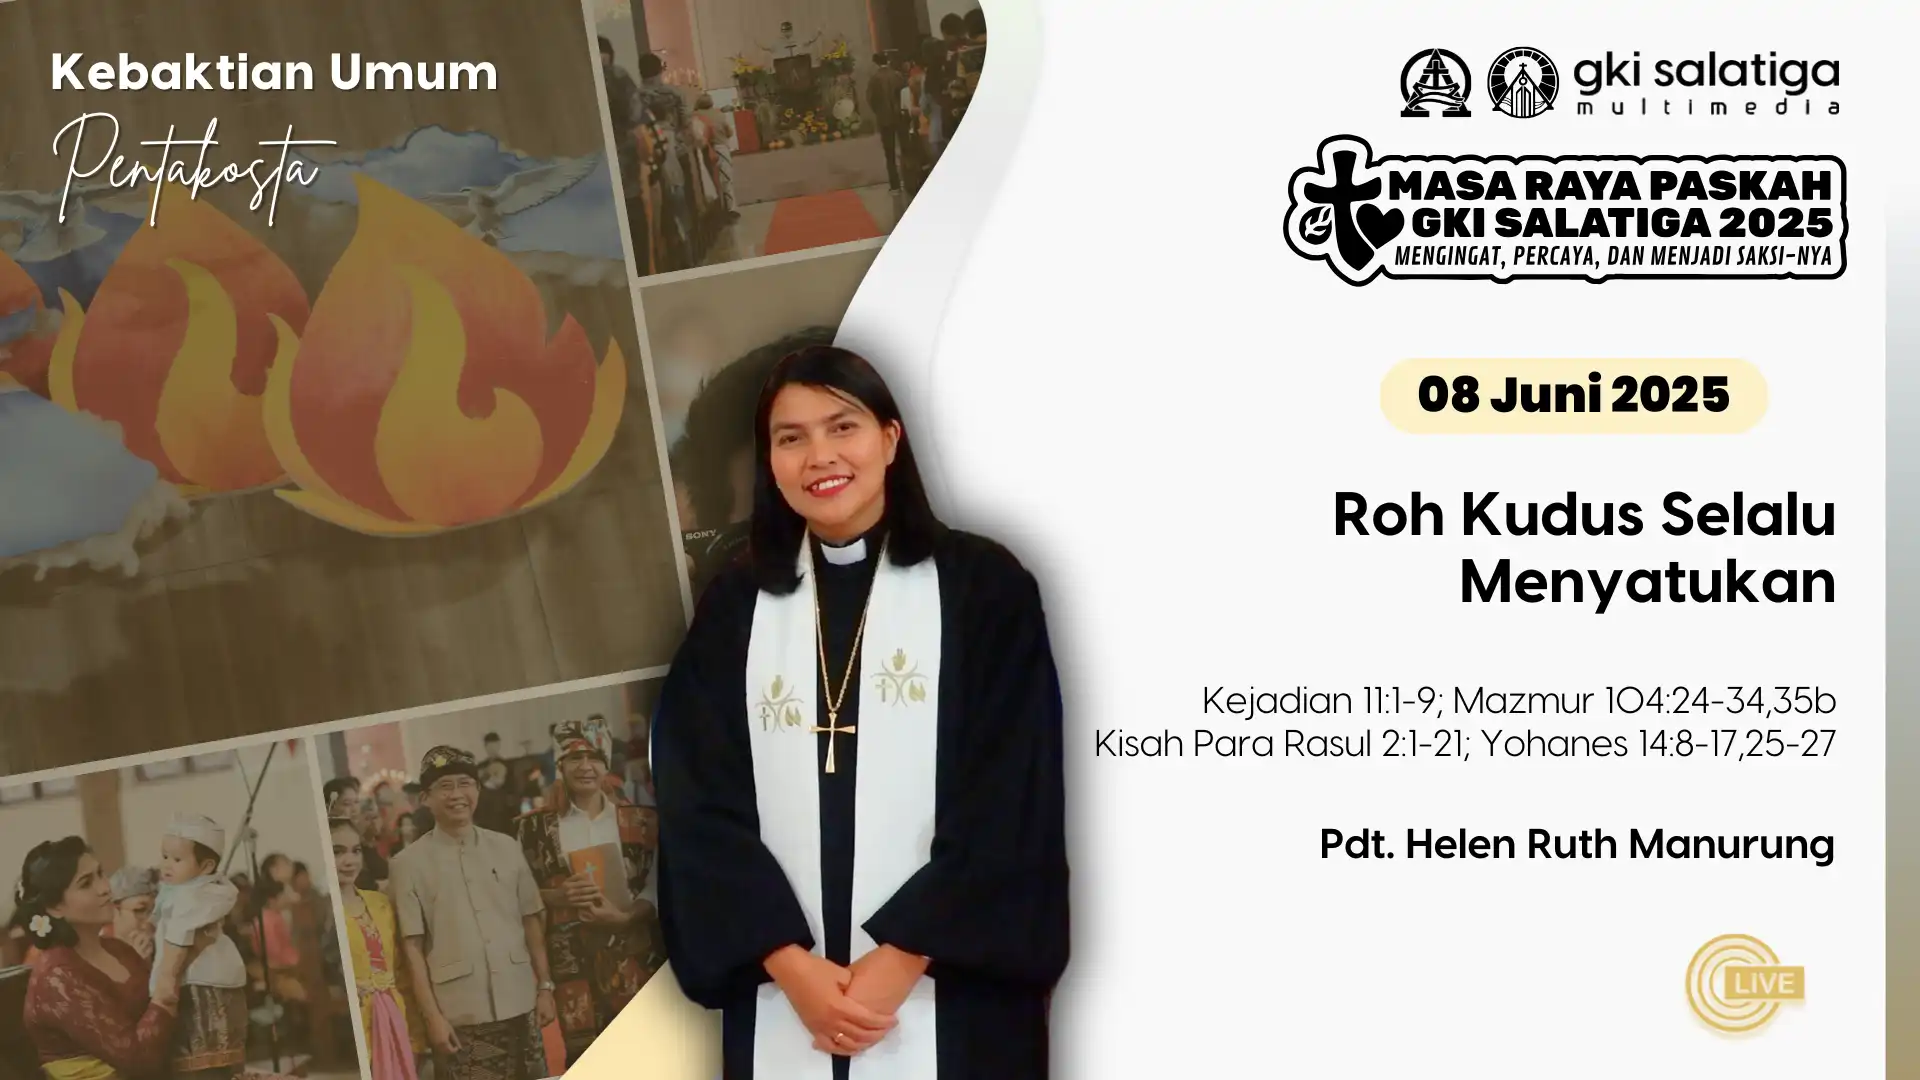 Kebaktian Umum
Pentakosta
gki salatiga
multimedia
MASA RAYA PASKAH
GKI SALATIGA 2025
MENGINGAT, PERCAYA, DAN MENJADI SAKSI-NYA
08 Juni 2025
Roh Kudus Selalu
Menyatukan
SONY
Kejadian 11:1-9; Mazmur 104:24-34,35b
Kisah Para Rasul 2:1-21; Yohanes 14:8-17,25-27
Pdt. Helen Ruth Manurung
LIVE